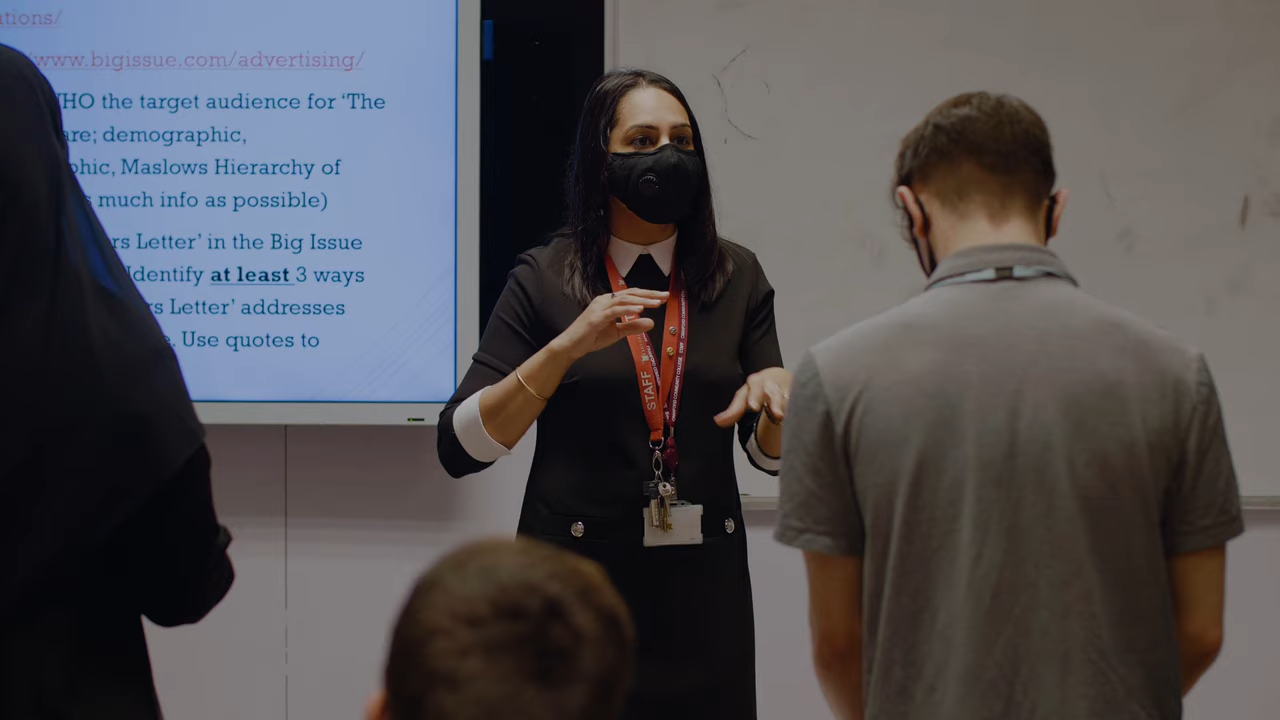 ations/
www.bigissue.com/advertising/
WHO the target audience for ‘The
are; demographic,
phic, Maslows Hierarchy of
s much info as possible)
rs Letter’ in the Big Issue
Identify at least 3 ways
rs Letter’ addresses
. Use quotes to
STAFF